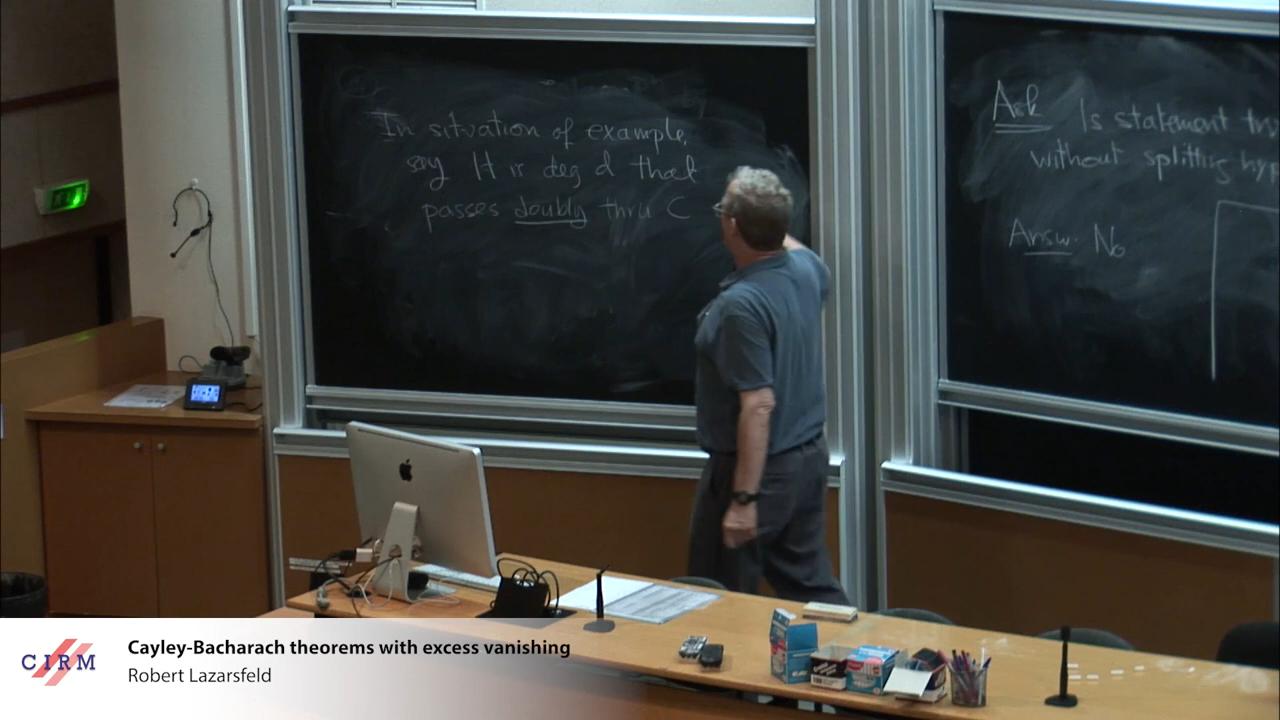 In situation of example,
say H is deg d that
passes doubly thru C
Ask Is statement
without splitting
Answ. No
CIRM
Cayley-Bacharach theorems with excess vanishing
Robert Lazarsfeld